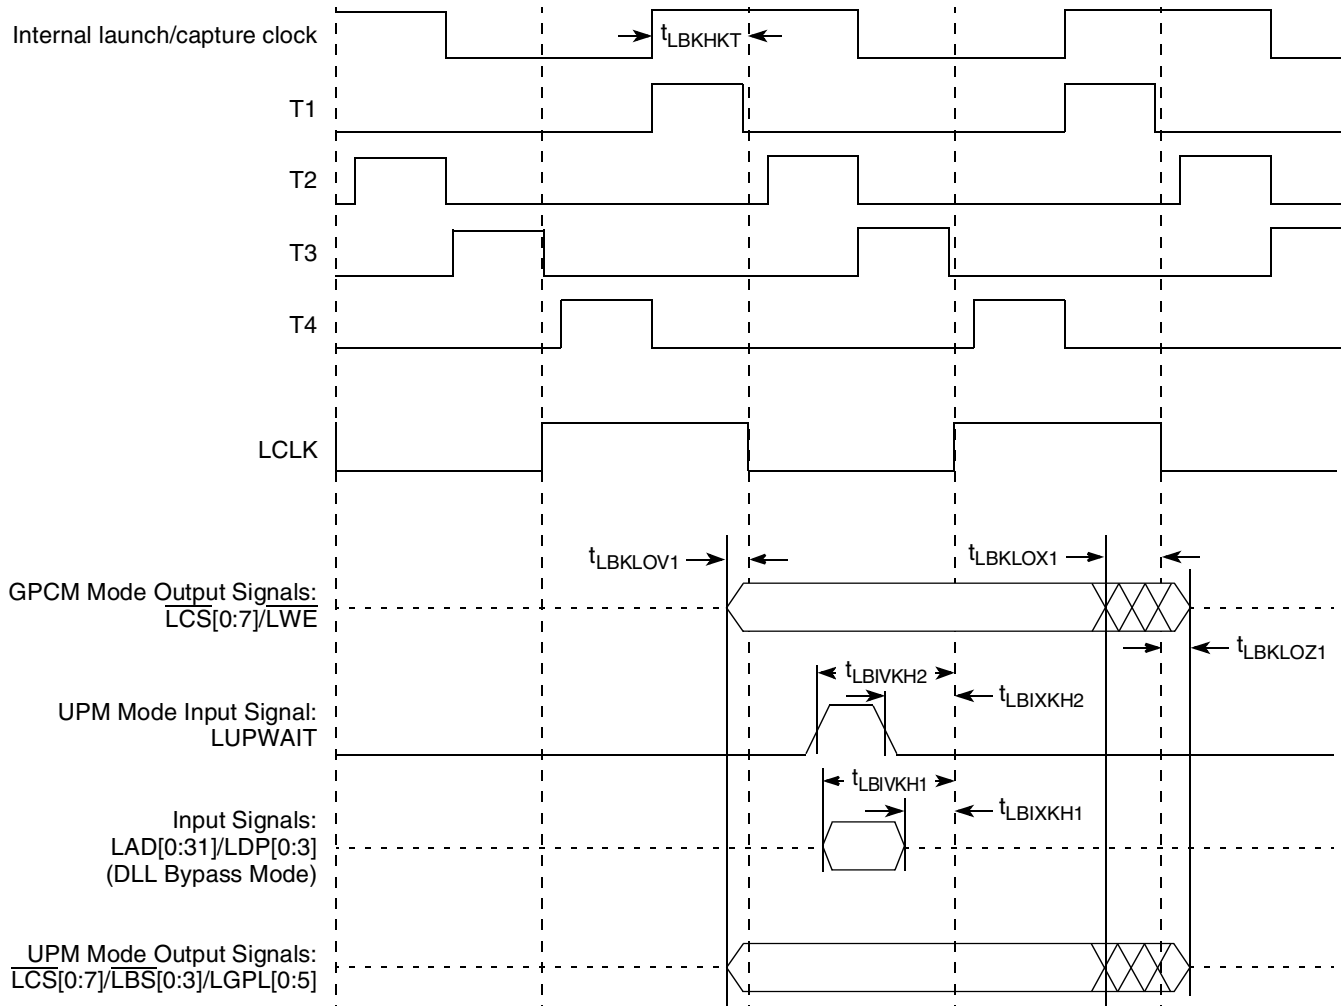 Internal launch/capture clock
tLBKHKT
T1
T2
T3
T4
LCLK
tLBKLOV1
tLBKLOX1
GPCM Mode Output Signals:
LCS[0:7]/LWE
tLBKLOZ1
tLBIVKH2
tLBIXKH2
UPM Mode Input Signal:
LUPWAIT
tLBIVKH1
tLBIXKH1
Input Signals:
LAD[0:31]/LDP[0:3]
(DLL Bypass Mode)
UPM Mode Output Signals:
LCS[0:7]/LBS[0:3]/LGPL[0:5]